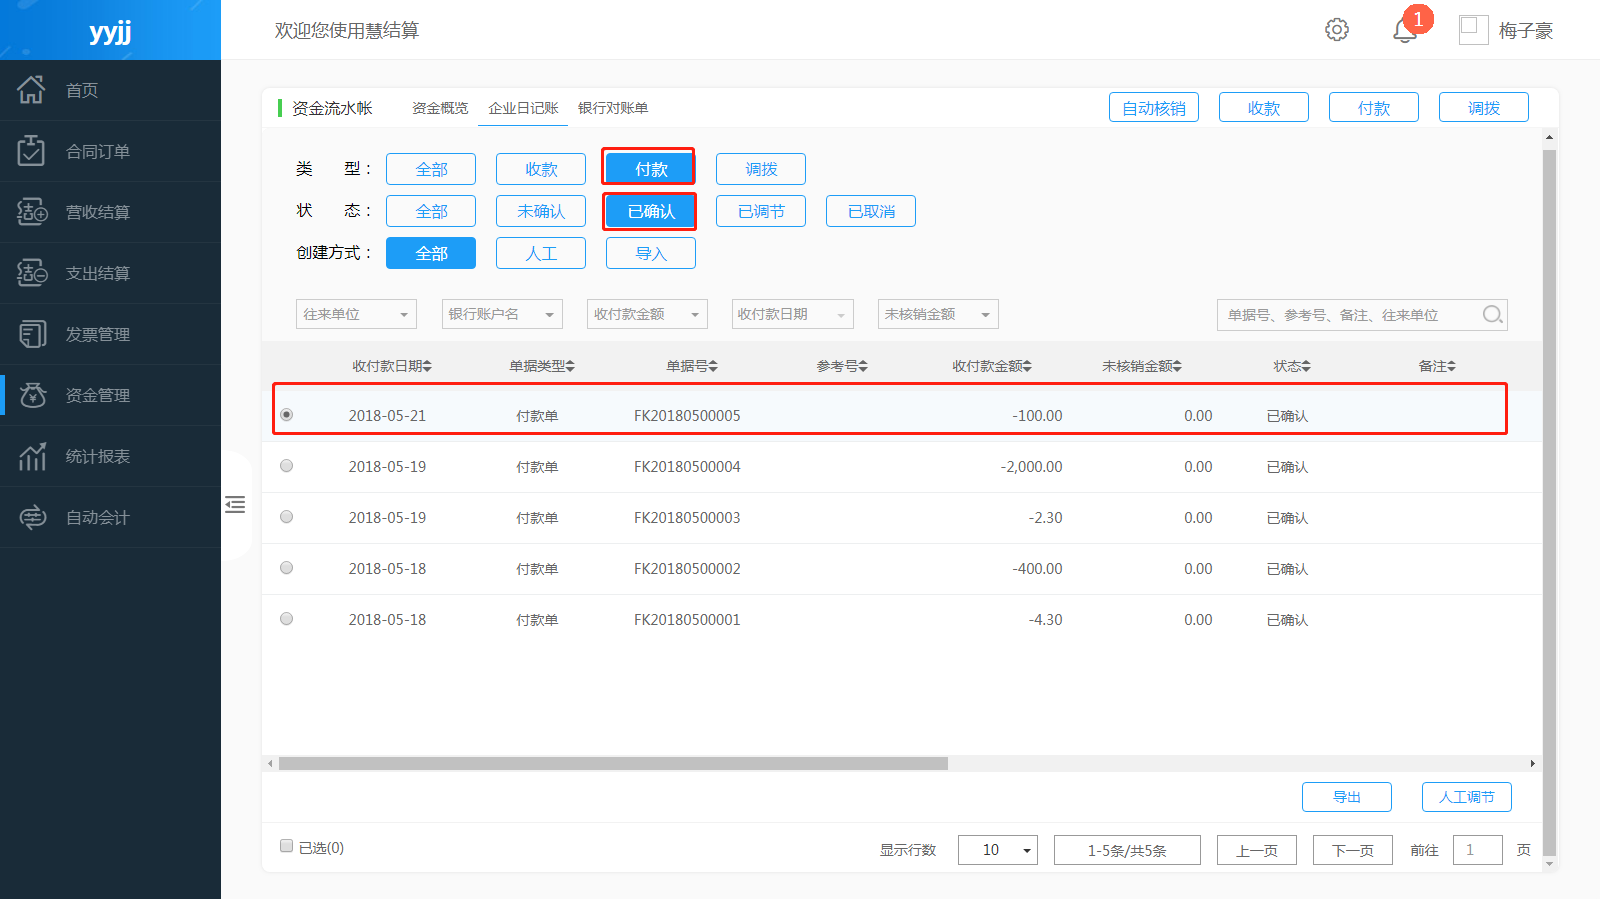 yyjj
欢迎您使用慧结算
1
梅子豪
首页
合同订单
营收结算
支出结算
发票管理
资金管理
统计报表
自动会计
资金流水帐 资金概览 企业日记账 银行对账单 自动核销 收款 付款 调拨
类 型： 全部 收款 付款 调拨
状 态： 全部 未确认 已确认 已调节 已取消
创建方式： 全部 人工 导入
往来单位 银行账户名 收付款金额 收付款日期 未核销金额 单据号、参考号、备注、往来单位
收付款日期 单据类型 单据号 参考号 收付款金额 未核销金额 状态 备注
2018-05-21 付款单 FK20180500005 -100.00 0.00 已确认
2018-05-19 付款单 FK20180500004 -2,000.00 0.00 已确认
2018-05-19 付款单 FK20180500003 -2.30 0.00 已确认
2018-05-18 付款单 FK20180500002 -400.00 0.00 已确认
2018-05-18 付款单 FK20180500001 -4.30 0.00 已确认
导出 人工调节
已选(0) 显示行数 10 1-5条/共5条 上一页 下一页 前往 1 页